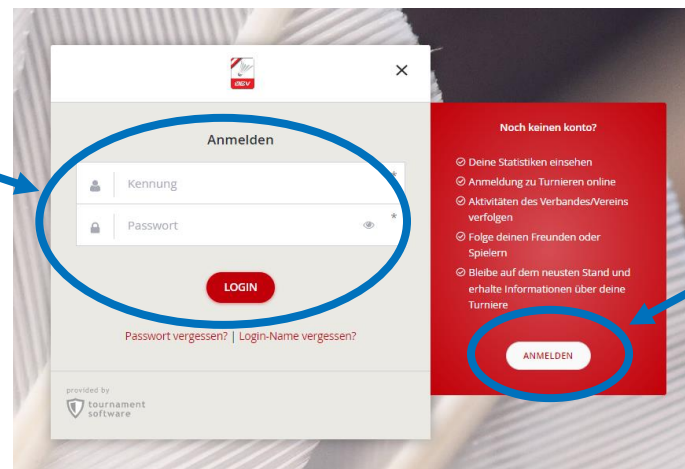 ØBV
Anmelden
Kennung
*
Passwort
*
LOGIN
Passwort vergessen? | Login-Name vergessen?
provided by
tournament
software
Noch keinen konto?
Deine Statistiken einsehen
Anmeldung zu Turnieren online
Aktivitäten des Verbandes/Vereins
verfolgen
Folge deinen Freunden oder
Spielern
Bleibe auf dem neusten Stand und
erhalte Informationen über deine
Turniere
ANMELDEN